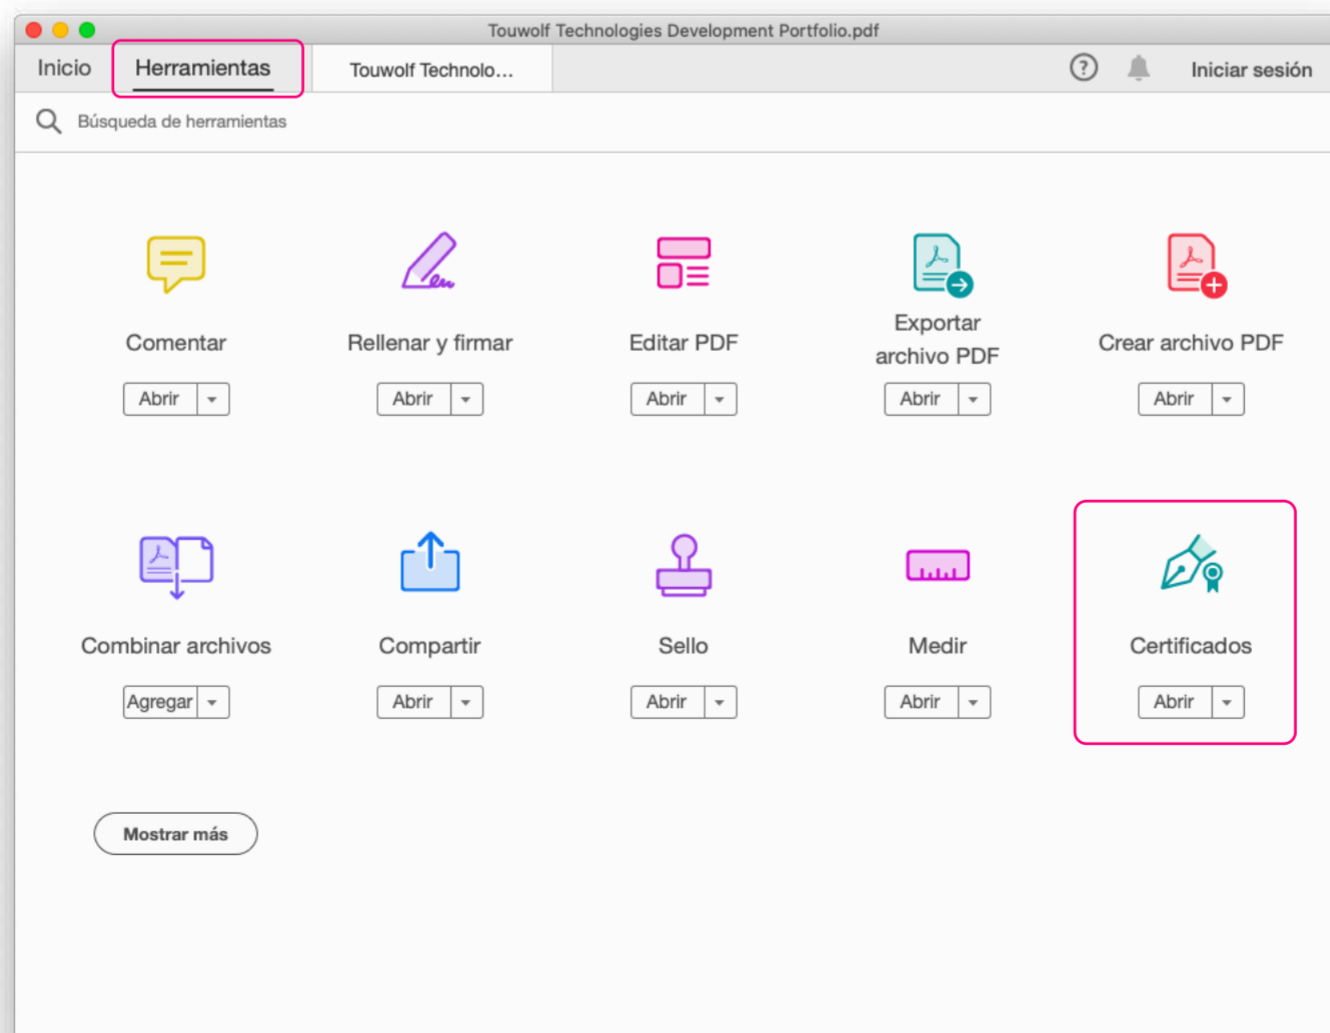 Touwolf Technologies Development Portfolio.pdf
Inicio Herramientas Touwolf Technolo... Iniciar sesión
Búsqueda de herramientas
Comentar
Abrir
Rellenar y firmar
Abrir
Editar PDF
Abrir
Exportar
archivo PDF
Abrir
Crear archivo PDF
Abrir
Combinar archivos
Agregar
Compartir
Abrir
Sello
Abrir
Medir
Abrir
Certificados
Abrir
Mostrar más